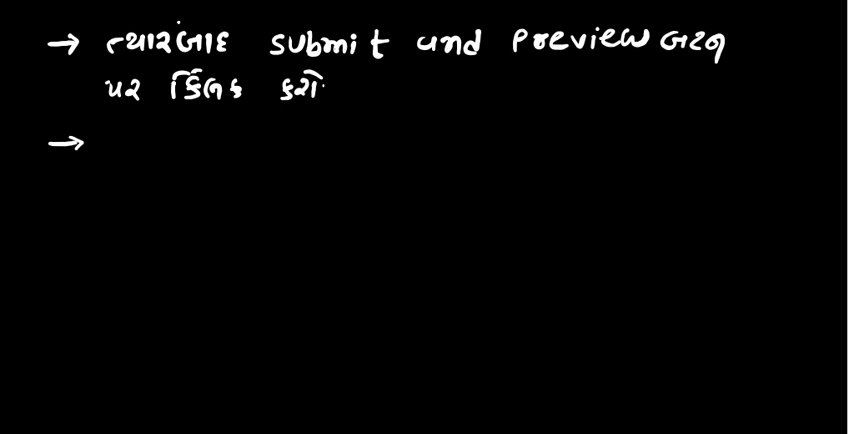 → ત્યારબાદ submit and preview બટન
પર ક્લિક કરો
→